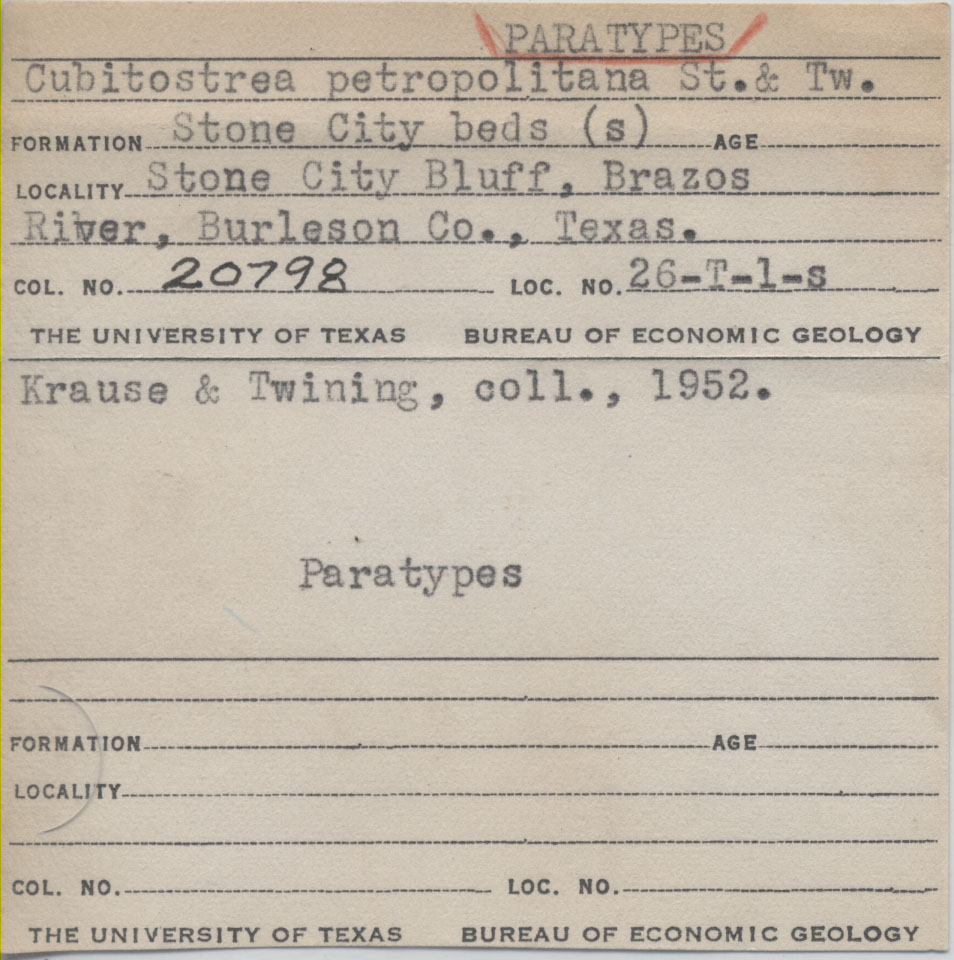 PARATYPES
Cubitostrea petropolitana St.& Tw.
FORMATION Stone City beds (s) AGE
LOCALITY Stone City Bluff, Brazos
River, Burleson Co., Texas.
COL. NO. 20798 LOC. NO. 26-T-1-s
THE UNIVERSITY OF TEXAS BUREAU OF ECONOMIC GEOLOGY
Krause & Twining, coll., 1952.
Paratypes
FORMATION AGE
LOCALITY
COL. NO. LOC. NO.
THE UNIVERSITY OF TEXAS BUREAU OF ECONOMIC GEOLOGY